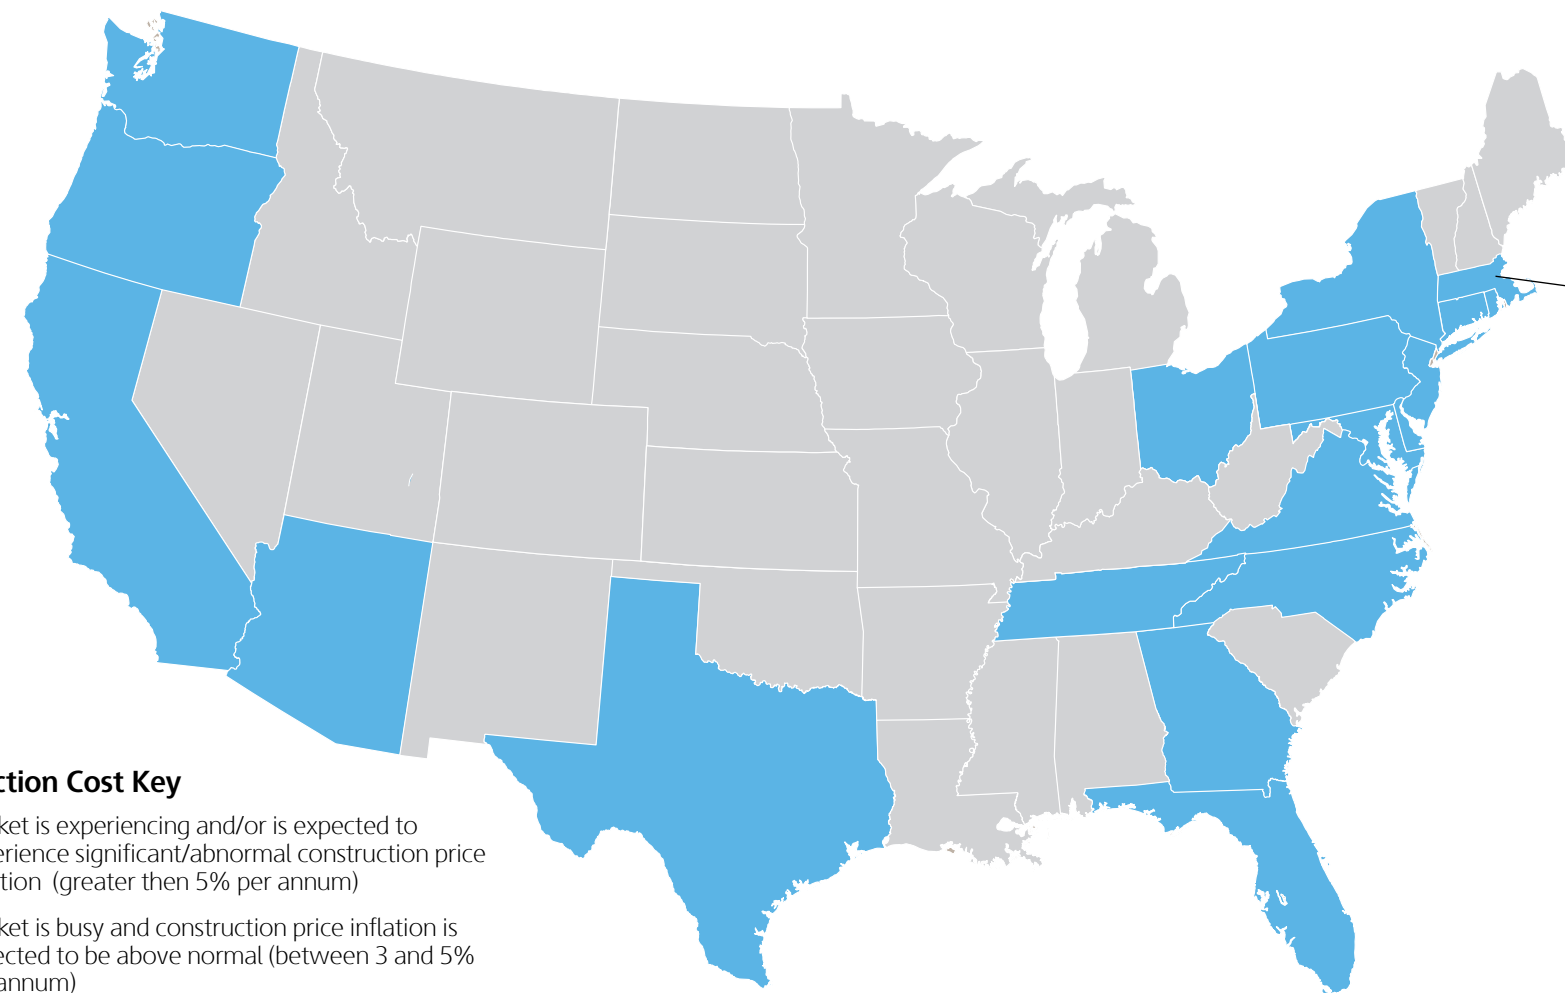 ction Cost Key
ket is experiencing and/or is expected to
erience significant/abnormal construction price
tion (greater then 5% per annum)
ket is busy and construction price inflation is
ected to be above normal (between 3 and 5%
annum)